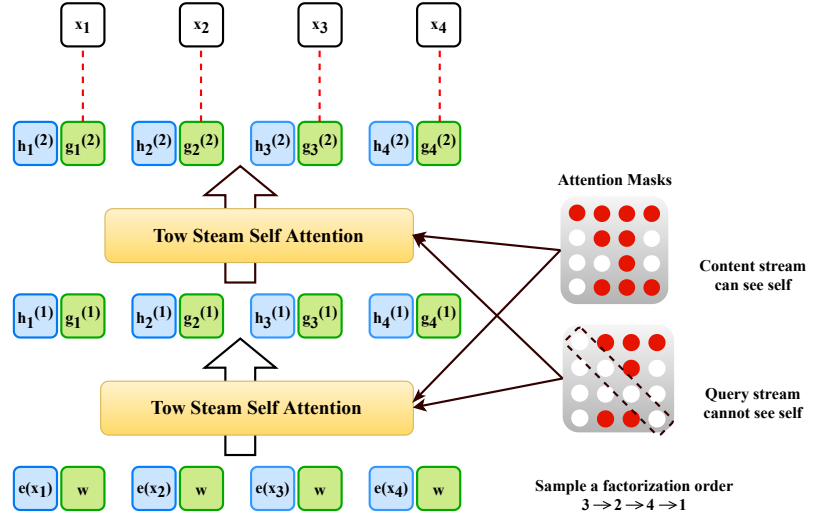 x1 x2 x3 x4
h1(2) g1(2) h2(2) g2(2) h3(2) g3(2) h4(2) g4(2)
Attention Masks
Tow Steam Self Attention
Content stream
can see self
h1(1) g1(1) h2(1) g2(1) h3(1) g3(1) h4(1) g4(1)
Tow Steam Self Attention
Query stream
cannot see self
e(x1) w e(x2) w e(x3) w e(x4) w
Sample a factorization order
3 → 2 → 4 → 1